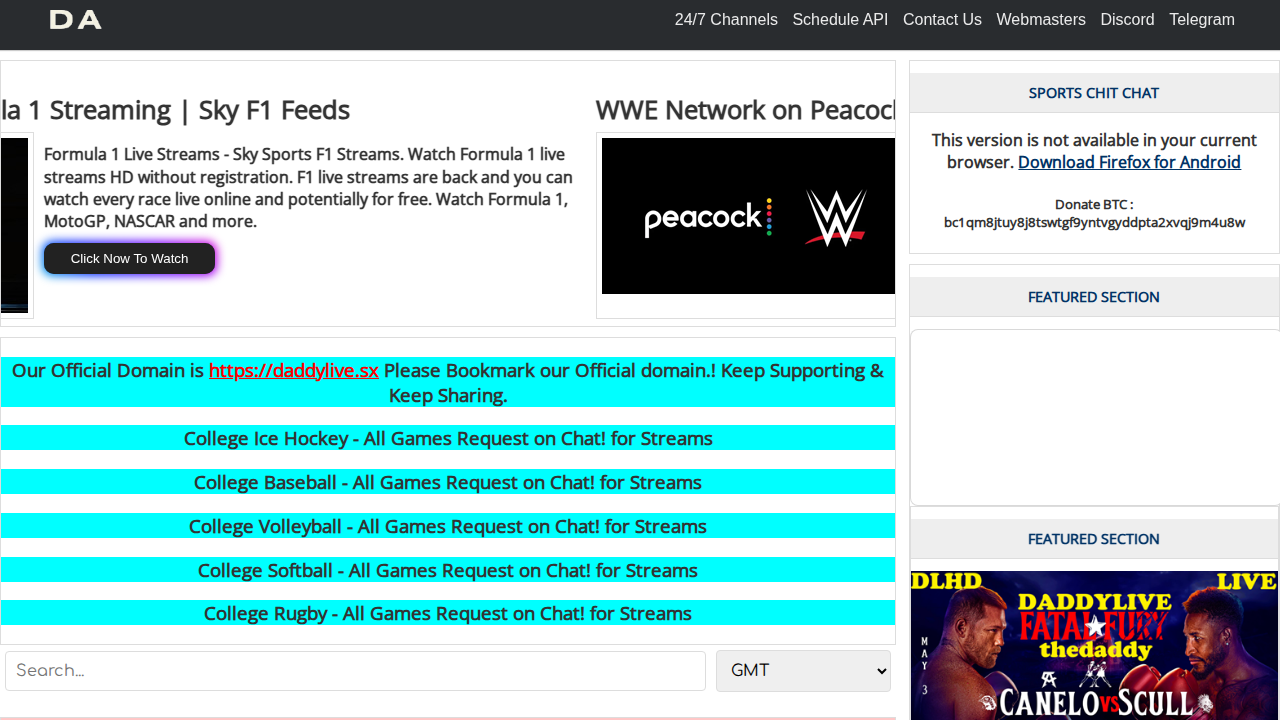 DA
24/7 Channels Schedule API Contact Us Webmasters Discord Telegram
la 1 Streaming | Sky F1 Feeds
Formula 1 Live Streams - Sky Sports F1 Streams. Watch Formula 1 live
streams HD without registration. F1 live streams are back and you can
watch every race live online and potentially for free. Watch Formula 1,
MotoGP, NASCAR and more.
Click Now To Watch
WWE Network on Peacock
peacock W
Our Official Domain is https://daddylive.sx Please Bookmark our Official domain.! Keep Supporting &
Keep Sharing.
College Ice Hockey - All Games Request on Chat! for Streams
College Baseball - All Games Request on Chat! for Streams
College Volleyball - All Games Request on Chat! for Streams
College Softball - All Games Request on Chat! for Streams
College Rugby - All Games Request on Chat! for Streams
Search...
GMT
SPORTS CHIT CHAT
This version is not available in your current
browser. Download Firefox for Android
Donate BTC :
bc1qm8jtuy8j8tswtgf9yntvgyddpta2xvqj9m4u8w
FEATURED SECTION
FEATURED SECTION
DLHD LIVE
DADDYLIVE
FATAL FURY
thedaddy
MAY 3
CANELO VS SCULL